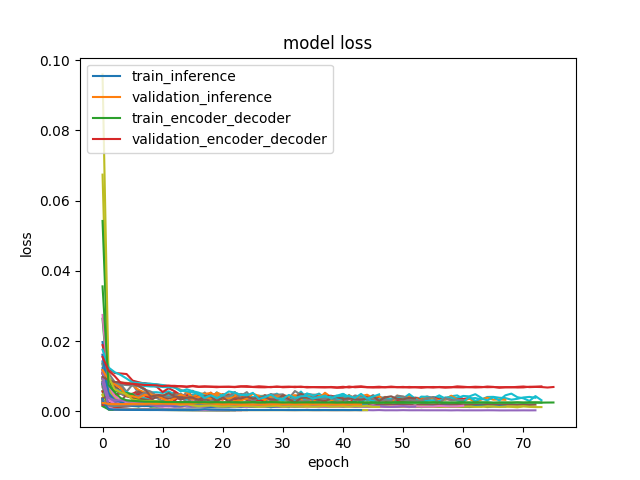 model loss
train_inference
validation_inference
train_encoder_decoder
validation_encoder_decoder
loss
0.10
0.08
0.06
0.04
0.02
0.00
0 10 20 30 40 50 60 70
epoch